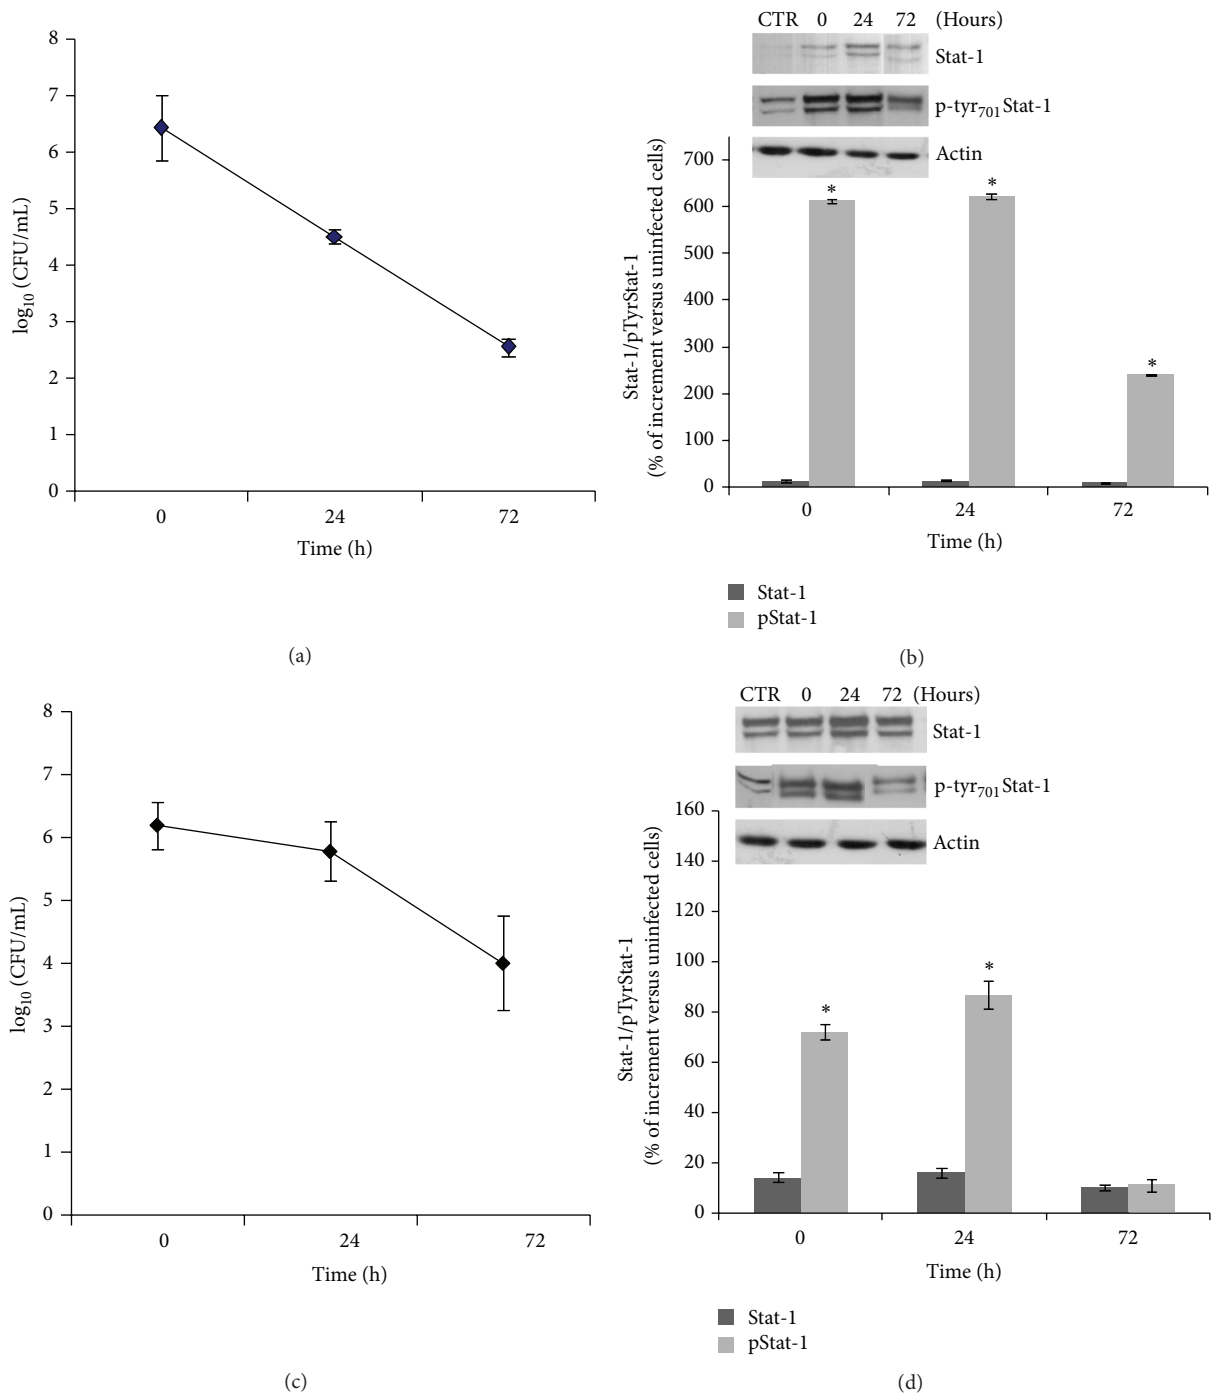 8
7
6
5
4
3
2
1
0
log₁₀ (CFU/mL)
0 24 72
Time (h)
(a)
CTR 0 24 72 (Hours)
Stat-1
p-tyr₇₀₁Stat-1
Actin
700
600
500
400
300
200
100
0
Stat-1/pTyrStat-1
(% of increment versus uninfected cells)
*
*
*
0 24 72
Time (h)
Stat-1
pStat-1
(b)
8
7
6
5
4
3
2
1
0
log₁₀ (CFU/mL)
0 24 72
Time (h)
(c)
CTR 0 24 72 (Hours)
Stat-1
p-tyr₇₀₁Stat-1
Actin
160
140
120
100
80
60
40
20
0
Stat-1/pTyrStat-1
(% of increment versus uninfected cells)
*
*
0 24 72
Time (h)
Stat-1
pStat-1
(d)